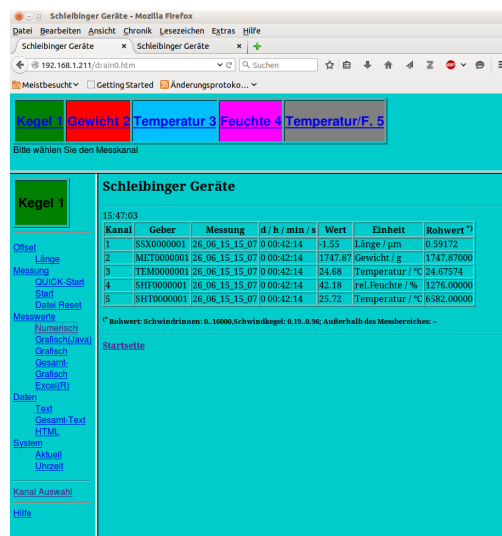 Schleibinger Geräte - Mozilla Firefox
Datei Bearbeiten Ansicht Chronik Lesezeichen Extras Hilfe
Schleibinger Geräte × Schleibinger Geräte × +
192.168.1.211/drain0.htm Suchen
Meistbesucht Getting Started Änderungsprotoko...
Kegel 1 Gewicht 2 Temperatur 3 Feuchte 4 Temperatur/F. 5
Bitte wählen Sie den Messkanal
Kegel 1
Offset
Länge
Messung
QUICK-Start
Start
Datei Reset
Messwerte
Numerisch
Grafisch(Java)
Grafisch
Gesamt-
Grafisch
Excel(R)
Daten
Text
Gesamt-Text
HTML
System
Aktuell
Uhrzeit
Kanal Auswahl
Hilfe
Schleibinger Geräte
15:47:03
Kanal Geber Messung d / h / min / s Wert Einheit Rohwert *)
1 SSX0000001 26_06_15_15_07 0 00:42:14 -1.55 Länge / µm 0.59172
2 MET0000001 26_06_15_15_07 0 00:42:14 1747.87 Gewicht / g 1747.87000
3 TEM0000001 26_06_15_15_07 0 00:42:14 24.68 Temperatur / °C 24.67574
4 SHF0000001 26_06_15_15_07 0 00:42:14 42.18 rel.Feuchte / % 1276.00000
5 SHT0000001 26_06_15_15_07 0 00:42:14 25.72 Temperatur / °C 6582.00000
(* Rohwert: Schwindrinnen: 0..16000,Schwindkegel: 0.19..0.96; Außerhalb des Messbereiches: --
Startseite